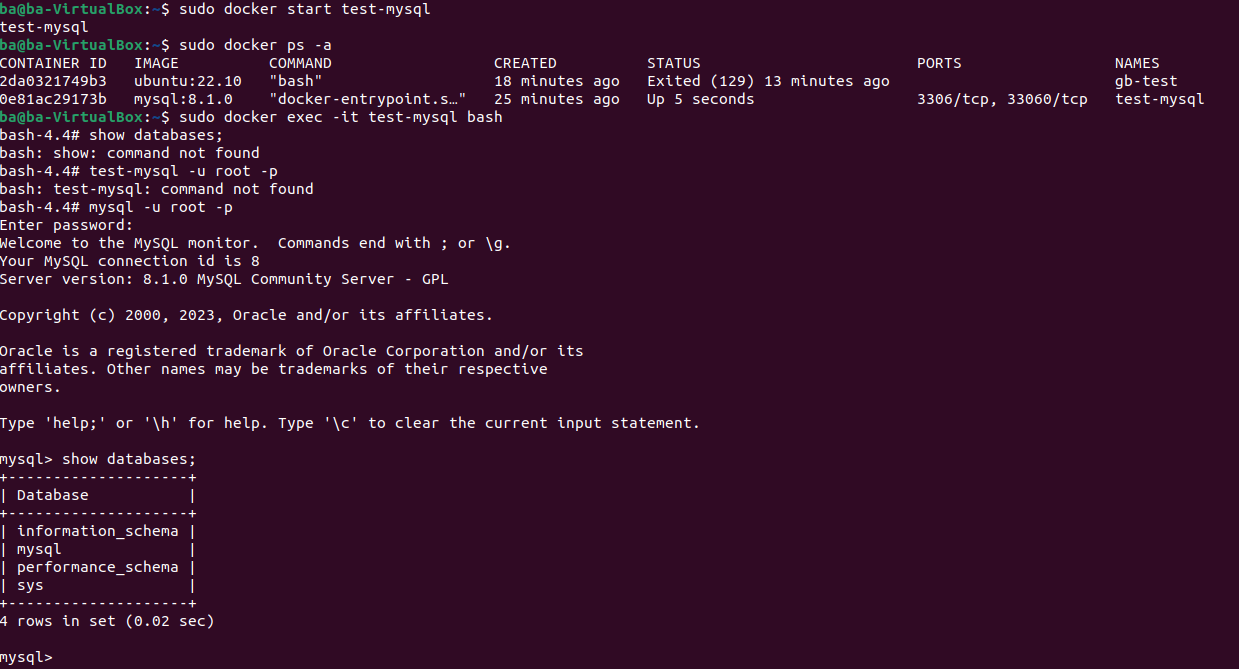 ba@ba-VirtualBox:~$ sudo docker start test-mysql
test-mysql
ba@ba-VirtualBox:~$ sudo docker ps -a
CONTAINER ID   IMAGE          COMMAND                  CREATED          STATUS                        PORTS                 NAMES
2da0321749b3   ubuntu:22.10   "bash"                   18 minutes ago   Exited (129) 13 minutes ago                         gb-test
0e81ac29173b   mysql:8.1.0    "docker-entrypoint.s…"   25 minutes ago   Up 5 seconds                  3306/tcp, 33060/tcp   test-mysql
ba@ba-VirtualBox:~$ sudo docker exec -it test-mysql bash
bash-4.4# show databases;
bash: show: command not found
bash-4.4# test-mysql -u root -p
bash: test-mysql: command not found
bash-4.4# mysql -u root -p
Enter password:
Welcome to the MySQL monitor.  Commands end with ; or \g.
Your MySQL connection id is 8
Server version: 8.1.0 MySQL Community Server - GPL

Copyright (c) 2000, 2023, Oracle and/or its affiliates.

Oracle is a registered trademark of Oracle Corporation and/or its
affiliates. Other names may be trademarks of their respective
owners.

Type 'help;' or '\h' for help. Type '\c' to clear the current input statement.

mysql> show databases;
+--------------------+
| Database           |
+--------------------+
| information_schema |
| mysql              |
| performance_schema |
| sys                |
+--------------------+
4 rows in set (0.02 sec)

mysql>